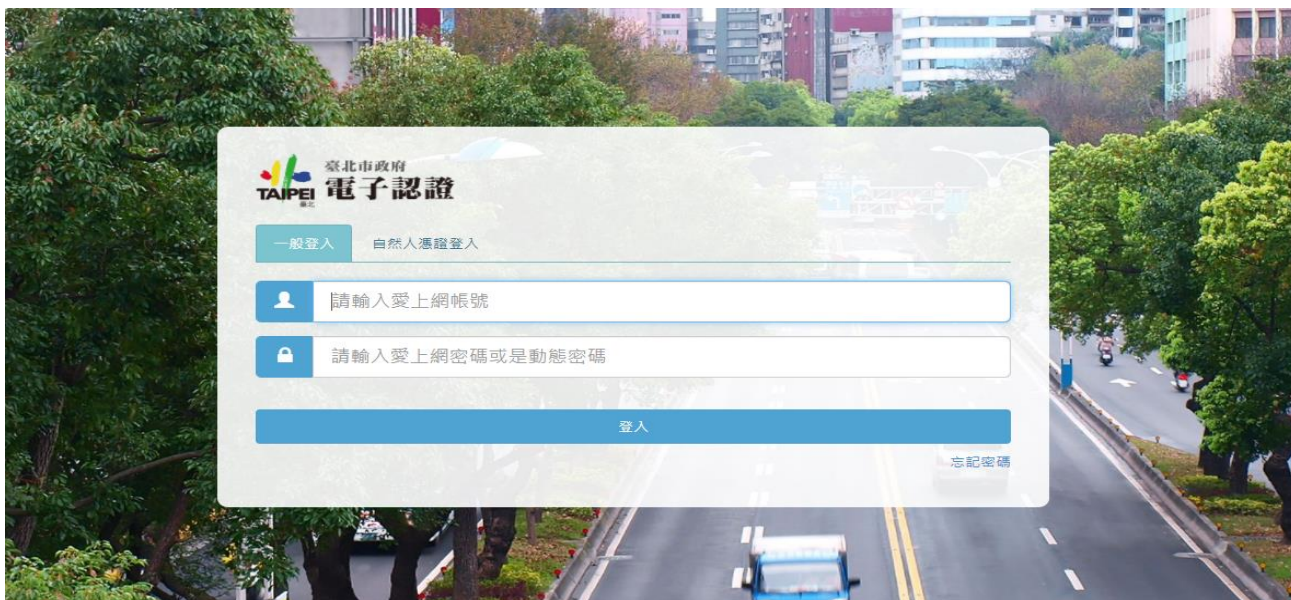 臺北市政府
TAIPEI 電子認證
臺北
一般登入 自然人憑證登入
請輸入愛上網帳號
請輸入愛上網密碼或是動態密碼
登入
忘記密碼